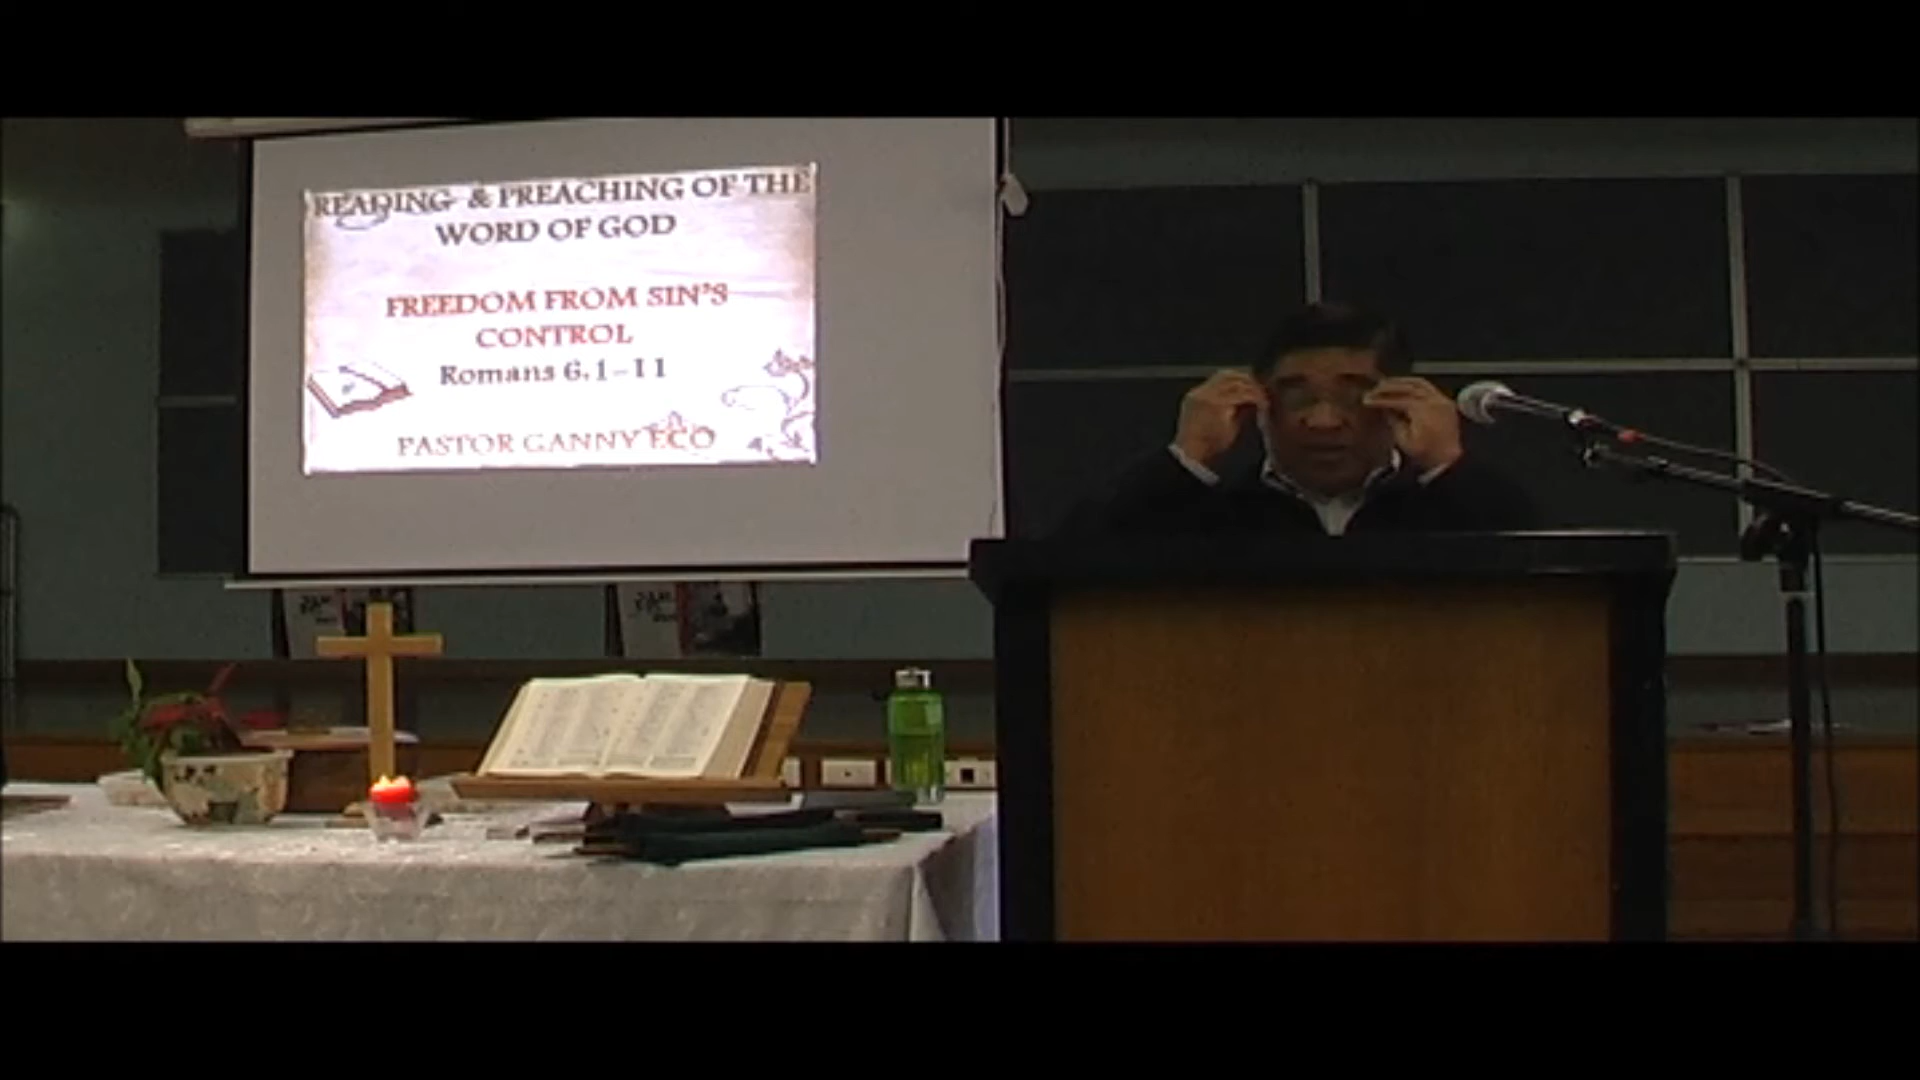 READING & PREACHING OF THE
WORD OF GOD
FREEDOM FROM SIN'S
CONTROL
Romans 6.1-11
PASTOR GANNY ECO